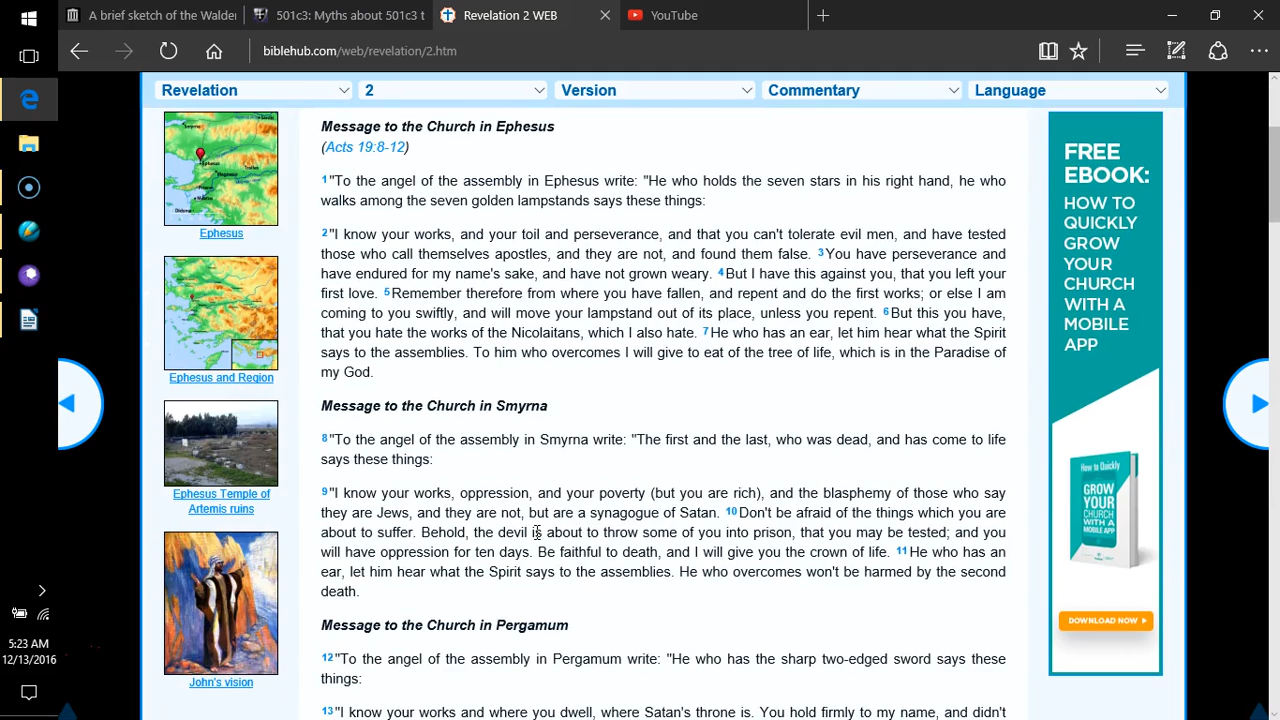 A brief sketch of the Walder
501c3: Myths about 501c3 t
Revelation 2 WEB
YouTube
biblehub.com/web/revelation/2.htm
Revelation
2
Version
Commentary
Language
Ephesus
Ephesus and Region
Ephesus Temple of
Artemis ruins
John's vision
Message to the Church in Ephesus
(Acts 19:8-12)
1"To the angel of the assembly in Ephesus write: "He who holds the seven stars in his right hand, he who
walks among the seven golden lampstands says these things:
2"I know your works, and your toil and perseverance, and that you can't tolerate evil men, and have tested
those who call themselves apostles, and they are not, and found them false. 3You have perseverance and
have endured for my name's sake, and have not grown weary. 4But I have this against you, that you left your
first love. 5Remember therefore from where you have fallen, and repent and do the first works; or else I am
coming to you swiftly, and will move your lampstand out of its place, unless you repent. 6But this you have,
that you hate the works of the Nicolaitans, which I also hate. 7He who has an ear, let him hear what the Spirit
says to the assemblies. To him who overcomes I will give to eat of the tree of life, which is in the Paradise of
my God.
Message to the Church in Smyrna
8"To the angel of the assembly in Smyrna write: "The first and the last, who was dead, and has come to life
says these things:
9"I know your works, oppression, and your poverty (but you are rich), and the blasphemy of those who say
they are Jews, and they are not, but are a synagogue of Satan. 10Don't be afraid of the things which you are
about to suffer. Behold, the devil is about to throw some of you into prison, that you may be tested; and you
will have oppression for ten days. Be faithful to death, and I will give you the crown of life. 11He who has an
ear, let him hear what the Spirit says to the assemblies. He who overcomes won't be harmed by the second
death.
Message to the Church in Pergamum
12"To the angel of the assembly in Pergamum write: "He who has the sharp two-edged sword says these
things:
13"I know your works and where you dwell, where Satan's throne is. You hold firmly to my name, and didn't
FREE
EBOOK:
HOW TO
QUICKLY
GROW
YOUR
CHURCH
WITH A
MOBILE
APP
How to Quickly
GROW
YOUR
CHURCH
WITH A
DOWNLOAD NOW
5:23 AM
12/13/2016